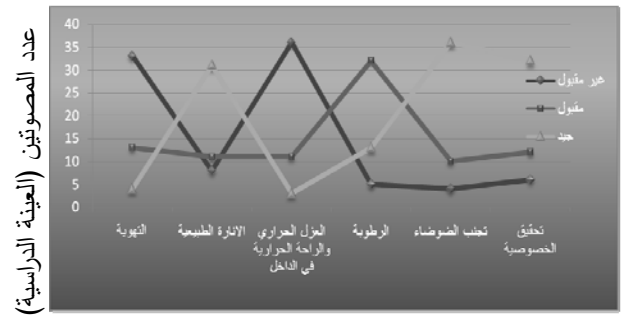 عدد المصوتين (العينة الدراسية)
40
35
30
25
20
15
10
5
0
غير مقبول
مقبول
جيد
التهوية
الانارة الطبيعية
العزل الحراري
والراحة الحرارية
في الداخل
الرطوبة
تجنب الضوضاء
تحقيق
الخصوصية